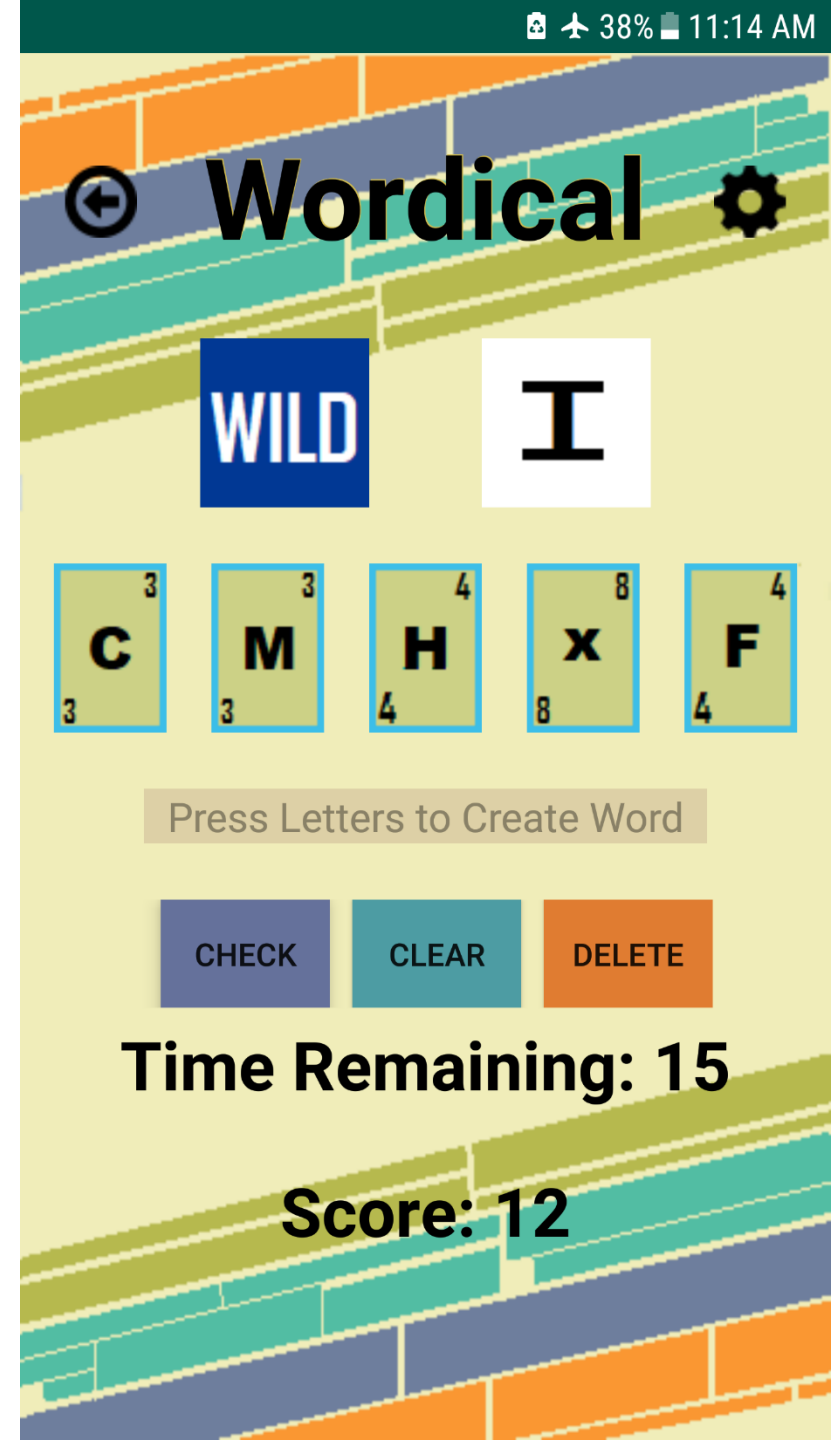 38% 11:14 AM
Wordical
WILD I
3 3 4 8 4
C M H X F
3 3 4 8 4
Press Letters to Create Word
CHECK CLEAR DELETE
Time Remaining: 15
Score: 12